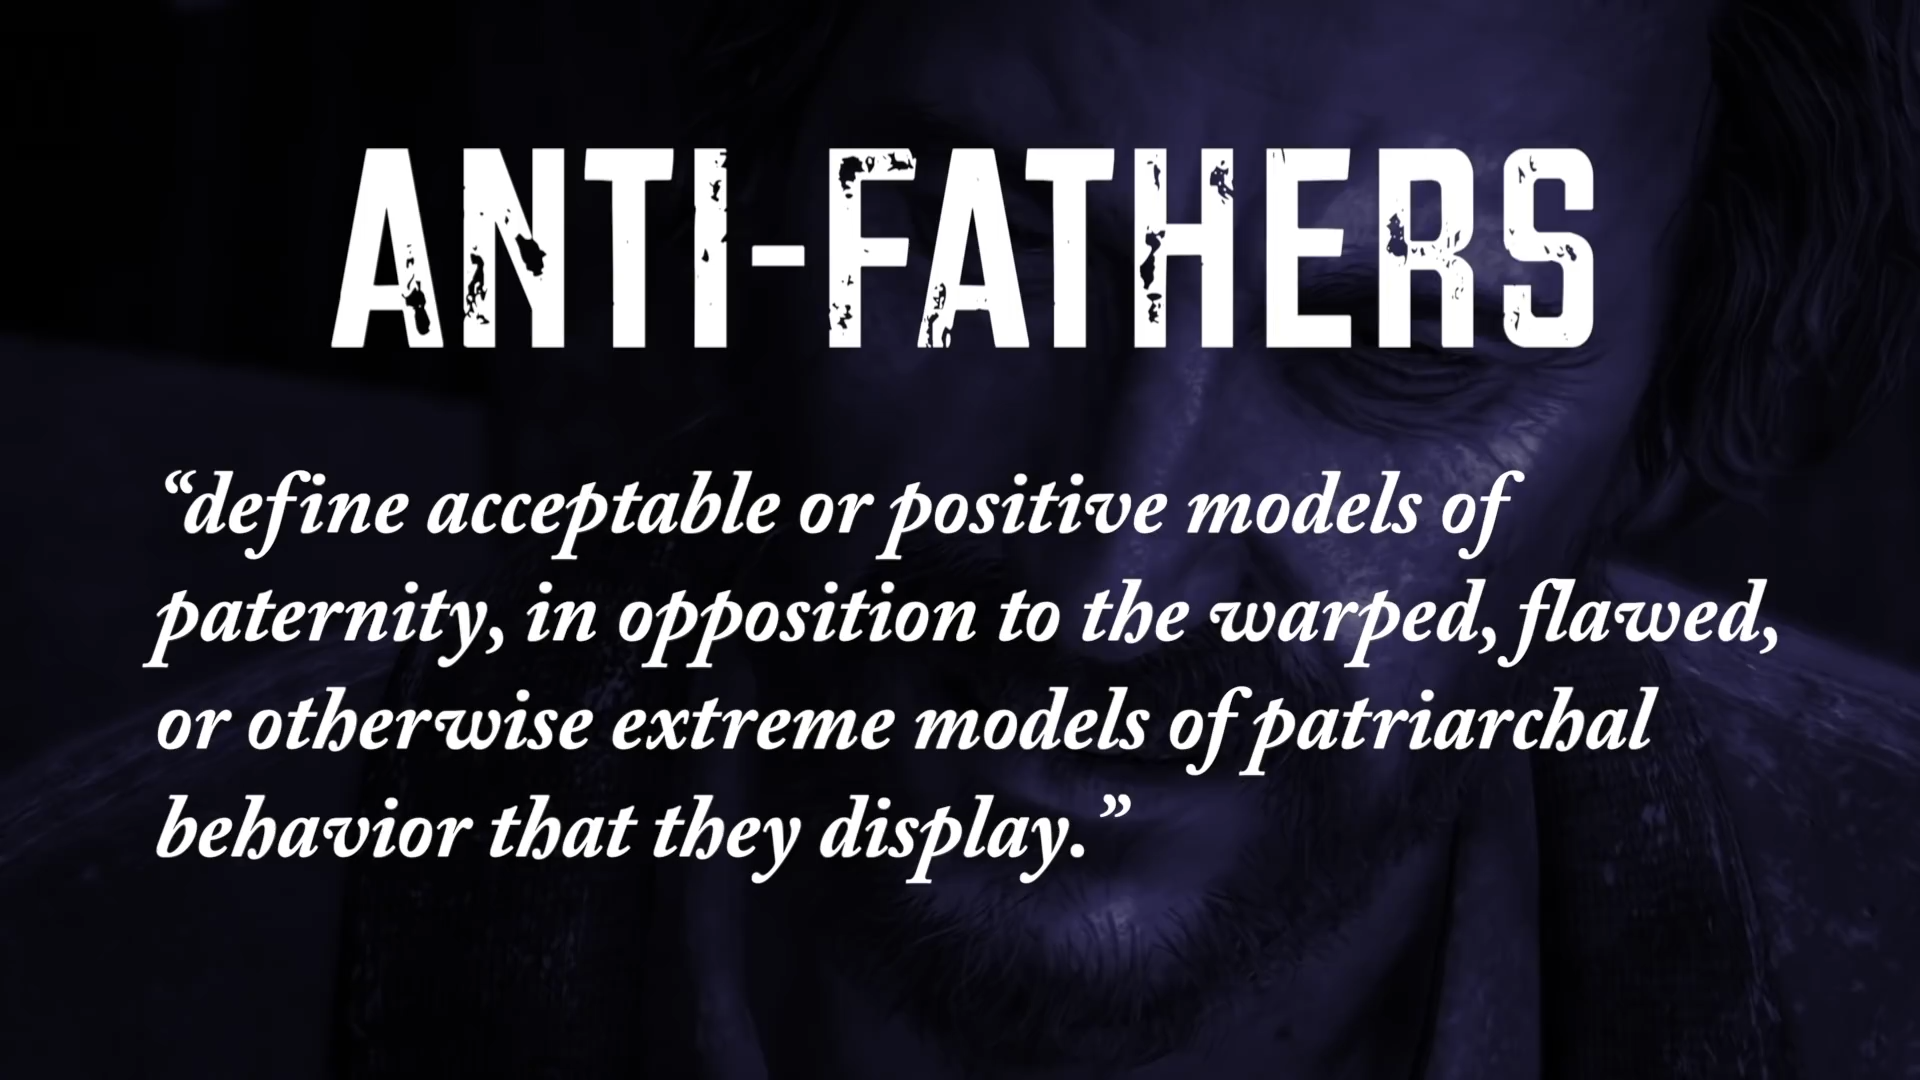 ANTI-FATHERS
“define acceptable or positive models of
paternity, in opposition to the warped, flawed,
or otherwise extreme models of patriarchal
behavior that they display.”